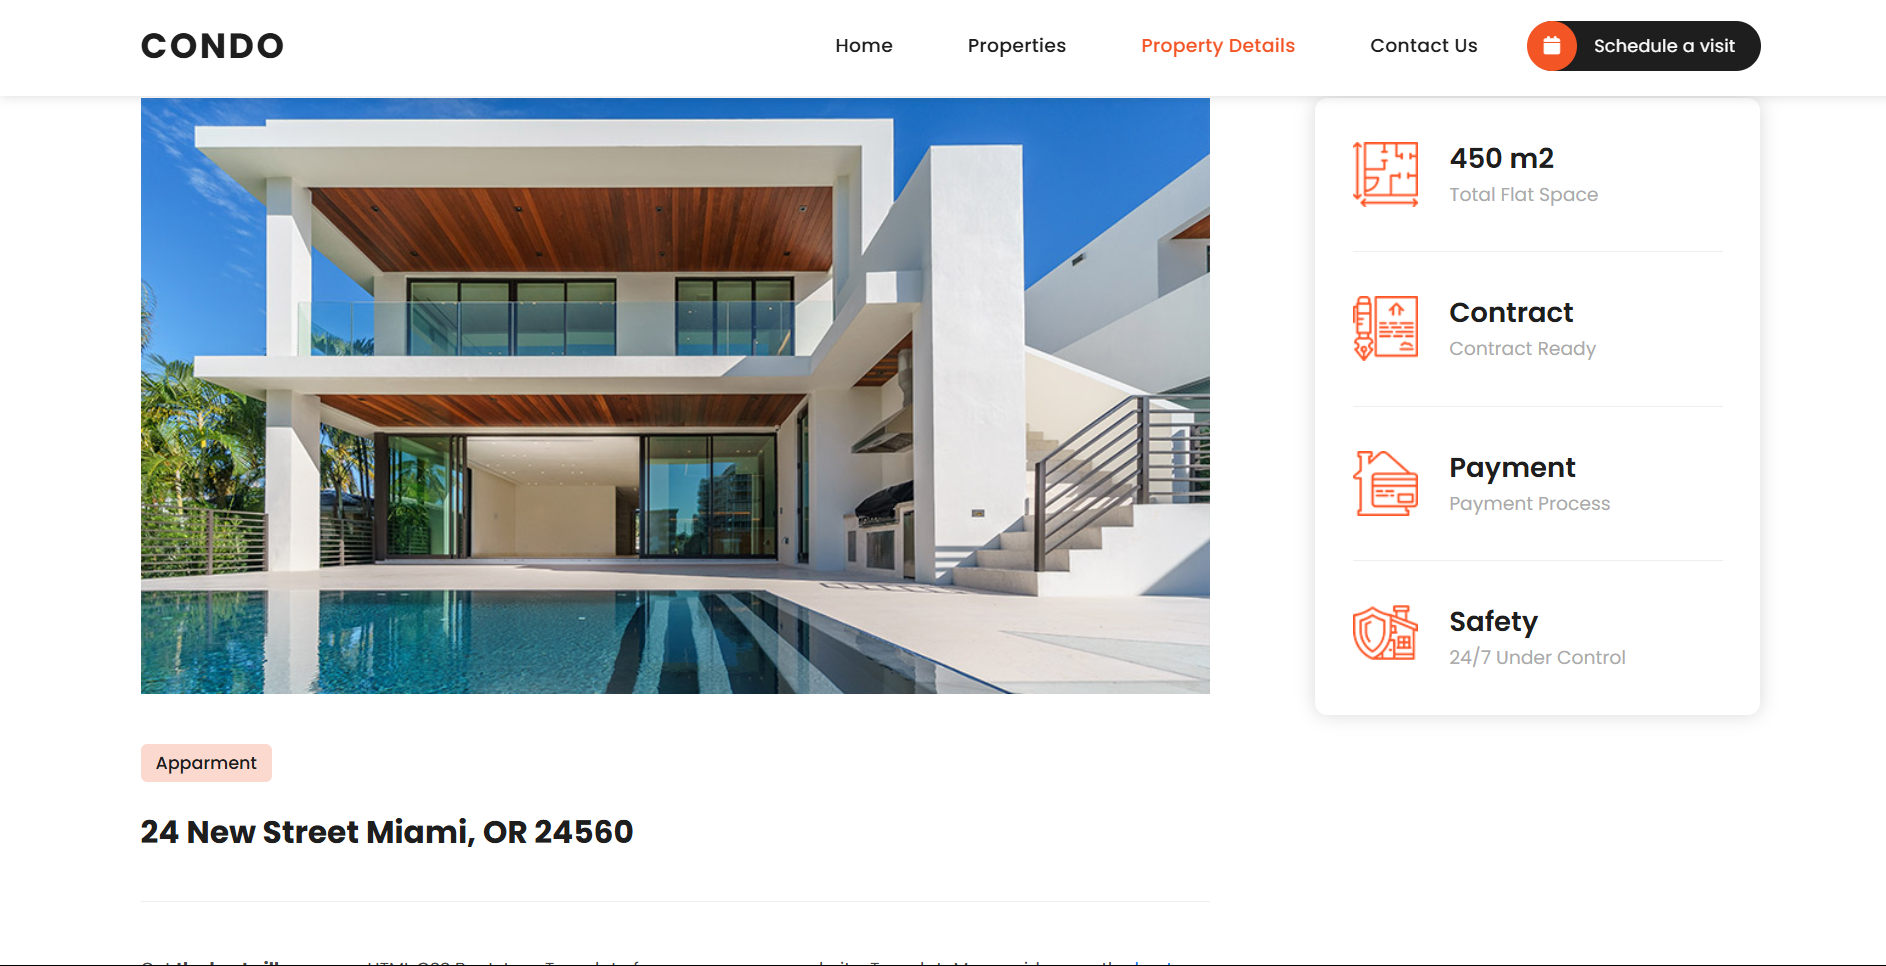 CONDO
Home
Properties
Property Details
Contact Us
Schedule a visit
450 m2
Total Flat Space
Contract
Contract Ready
Payment
Payment Process
Safety
24/7 Under Control
Apparment
24 New Street Miami, OR 24560